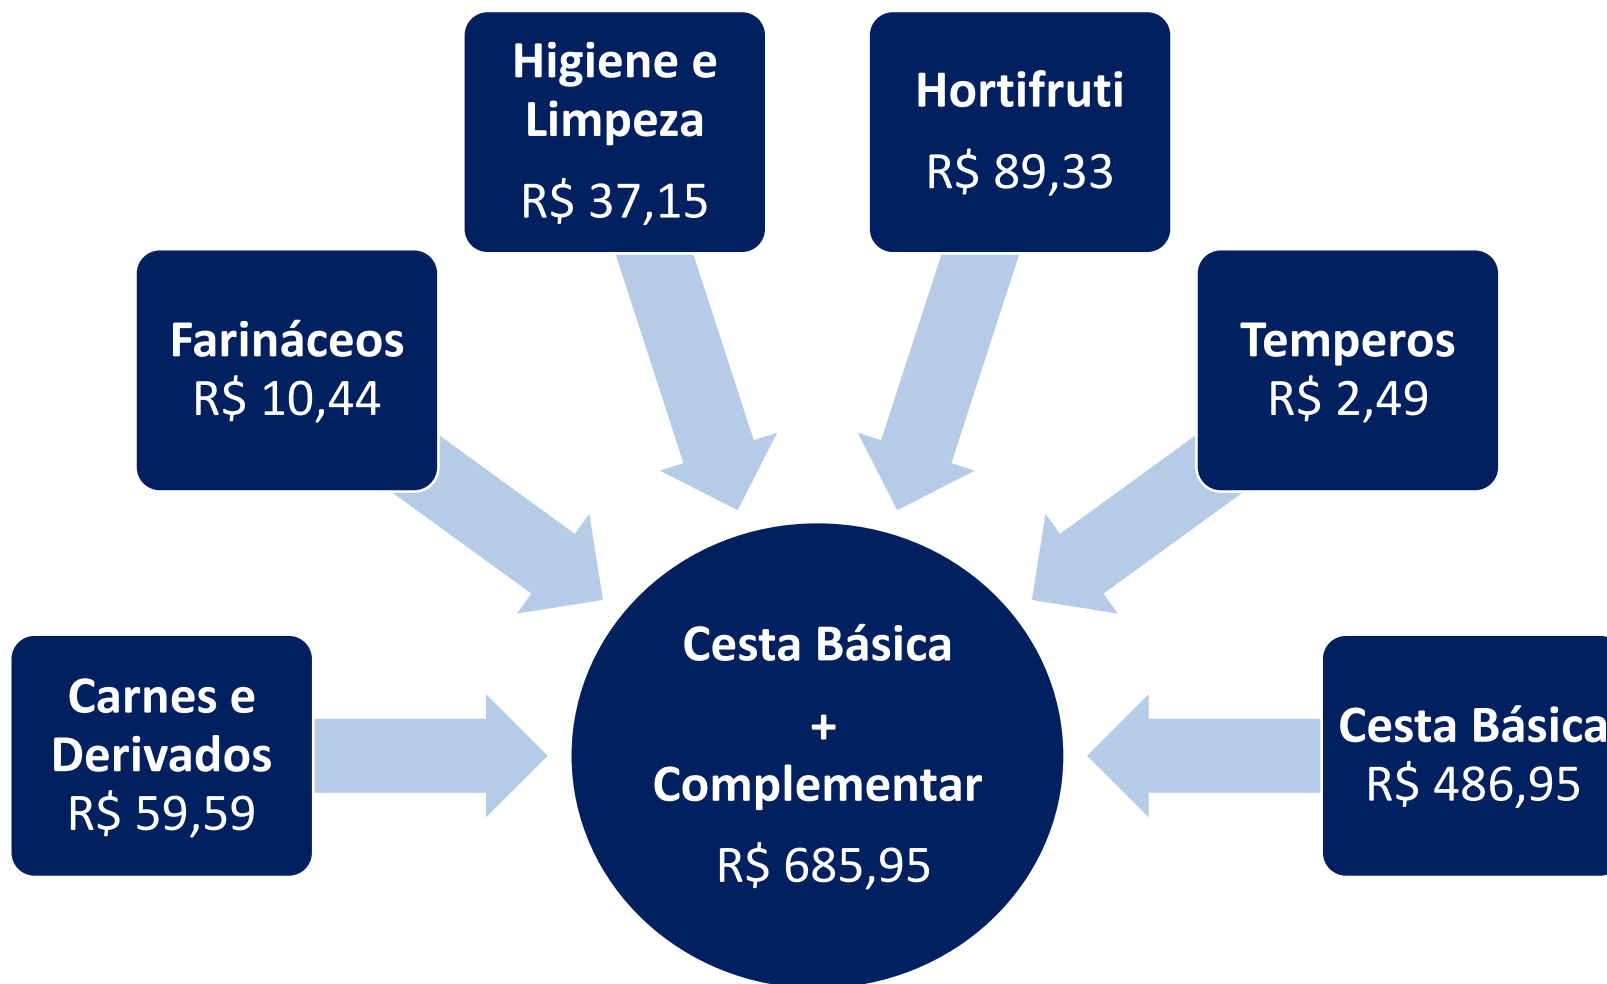 Higiene e
Limpeza
R$ 37,15
Hortifruti
R$ 89,33
Farináceos
R$ 10,44
Temperos
R$ 2,49
Carnes e
Derivados
R$ 59,59
Cesta Básica
+
Complementar
R$ 685,95
Cesta Básica
R$ 486,95